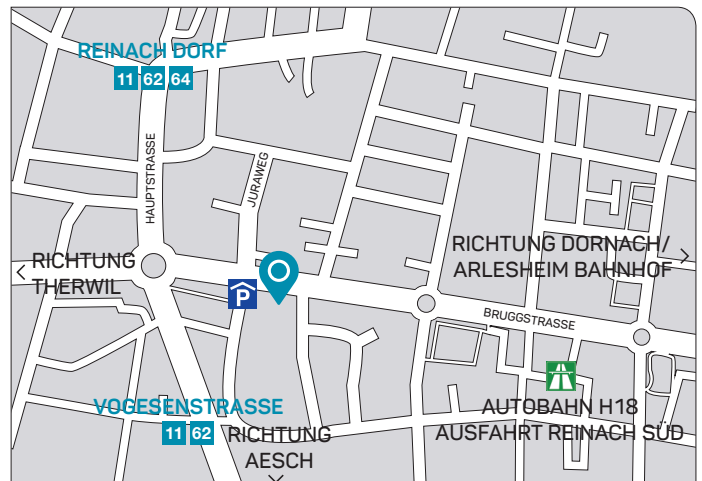 REINACH DORF
11 62 64
HAUPTSTRASSE
JURAWEG
RICHTUNG
THERWIL
RICHTUNG DORNACH/
ARLESHEIM BAHNHOF
P
BRUGGSTRASSE
VOGESENSTRASSE
11 62
RICHTUNG
AESCH
AUTOBAHN H18
AUSFAHRT REINACH SÜD